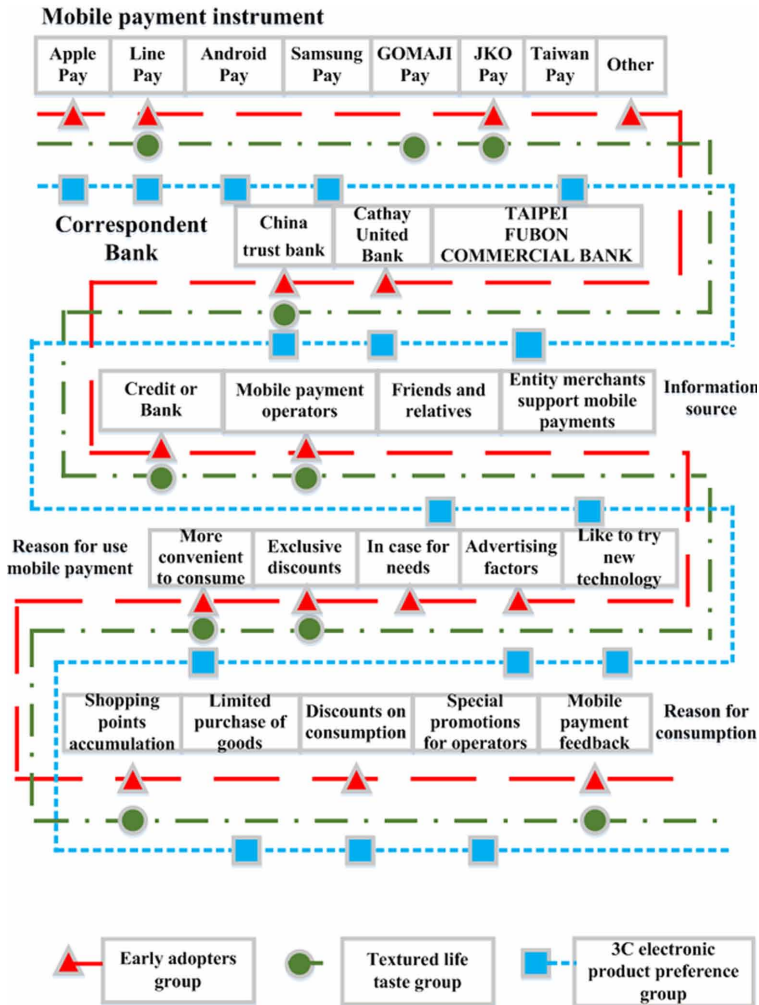 Mobile payment instrument
Apple Pay
Line Pay
Android Pay
Samsung Pay
GOMAJI Pay
JKO Pay
Taiwan Pay
Other
Correspondent
Bank
China
trust bank
Cathay
United
Bank
TAIPEI
FUBON
COMMERCIAL BANK
Credit or
Bank
Mobile payment
operators
Friends and
relatives
Entity merchants
support mobile
payments
Information
source
Reason for use
mobile payment
More
convenient
to consume
Exclusive
discounts
In case for
needs
Advertising
factors
Like to try
new
technology
Shopping
points
accumulation
Limited
purchase of
goods
Discounts on
consumption
Special
promotions
for operators
Mobile
payment
feedback
Reason for
consumption
Early adopters
group
Textured life
taste group
3C electronic
product preference
group